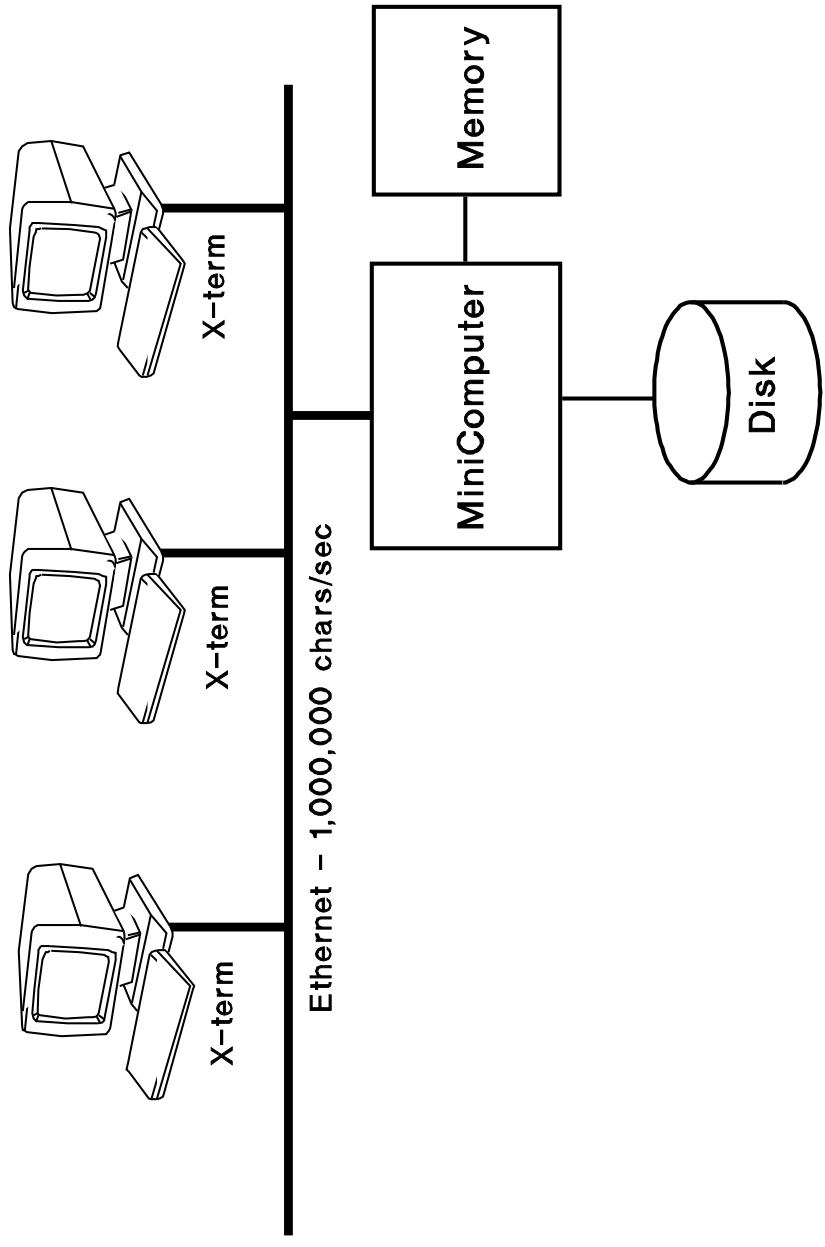 X-term
X-term
X-term
Ethernet - 1,000,000 chars/sec
MiniComputer
Memory
Disk